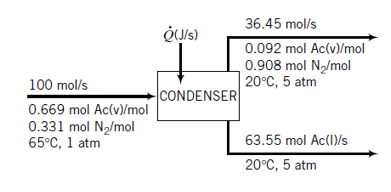 36.45 mol/s
Q̇(J/s)
0.092 mol Ac(v)/mol
0.908 mol N₂/mol
20°C, 5 atm
100 mol/s
CONDENSER
0.669 mol Ac(v)/mol
0.331 mol N₂/mol
65°C, 1 atm
63.55 mol Ac(l)/s
20°C, 5 atm